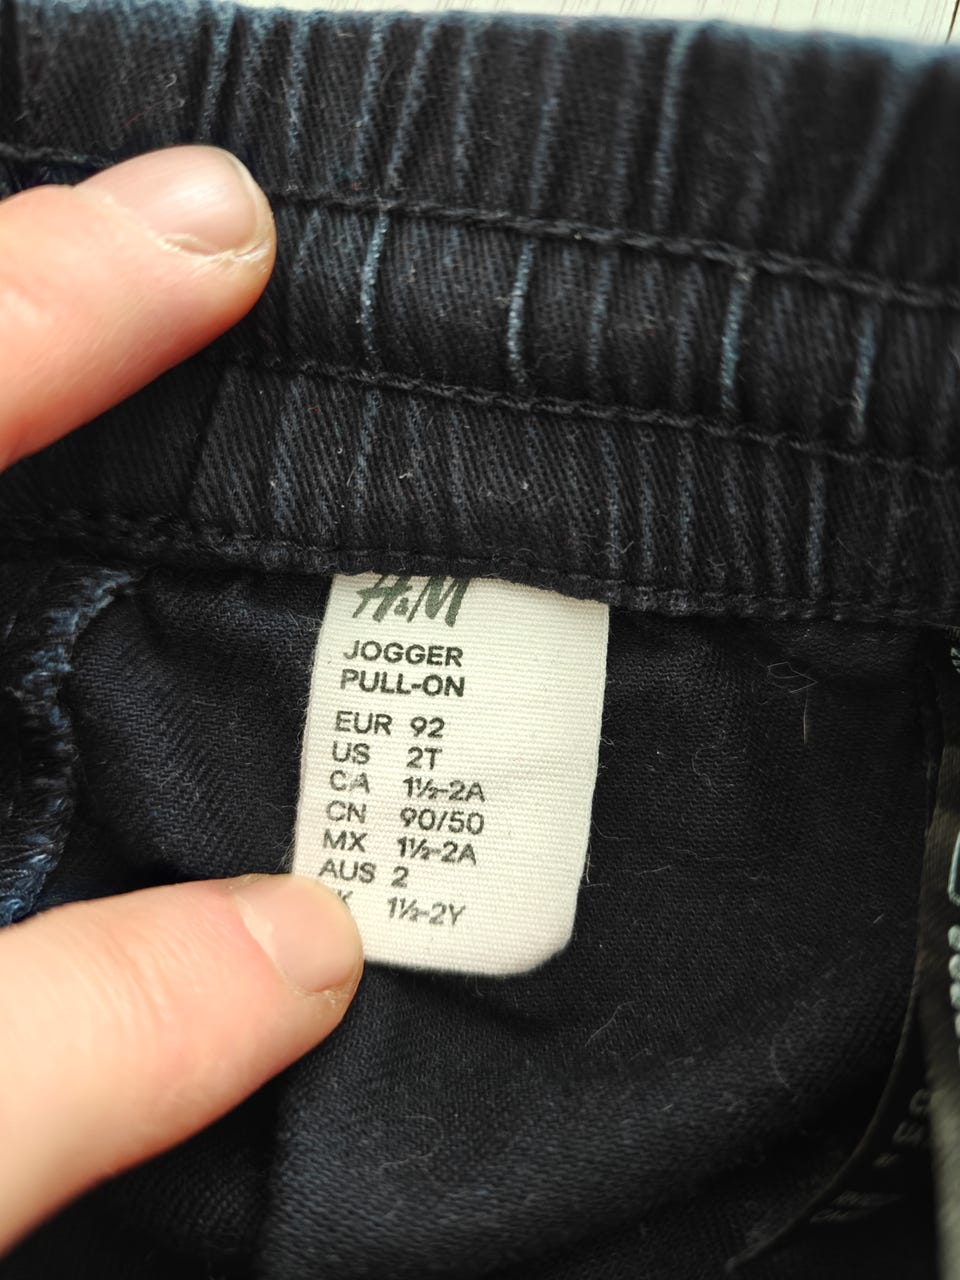 H&M
JOGGER
PULL-ON
EUR 92
US 2T
CA 1½-2A
CN 90/50
MX 1½-2A
AUS 2
1½-2Y